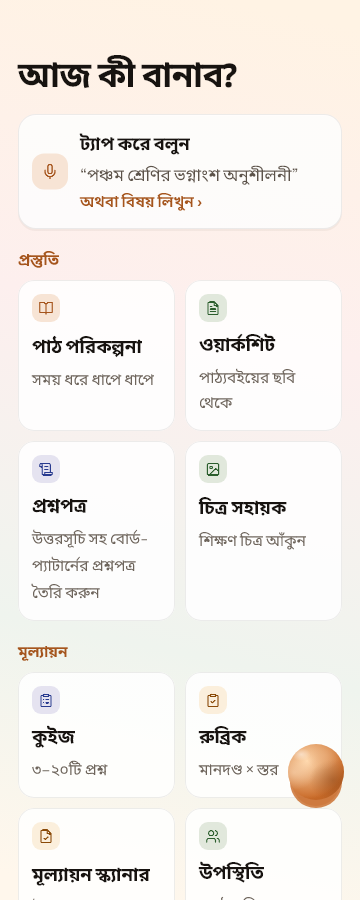 আজ কী বানাব?
ট্যাপ করে বলুন
“পঞ্চম শ্রেণির ভগ্নাংশ অনুশীলনী”
অথবা বিষয় লিখুন ›
প্রস্তুতি
পাঠ পরিকল্পনা
সময় ধরে ধাপে ধাপে
ওয়ার্কশিট
পাঠ্যবইয়ের ছবি
থেকে
প্রশ্নপত্র
উত্তরসূচি সহ বোর্ড-
প্যাটার্নের প্রশ্নপত্র
তৈরি করুন
চিত্র সহায়ক
শিক্ষণ চিত্র আঁকুন
মূল্যায়ন
কুইজ
৩–২০টি প্রশ্ন
রুব্রিক
মানদণ্ড × স্তর
মূল্যায়ন স্ক্যানার
উপস্থিতি